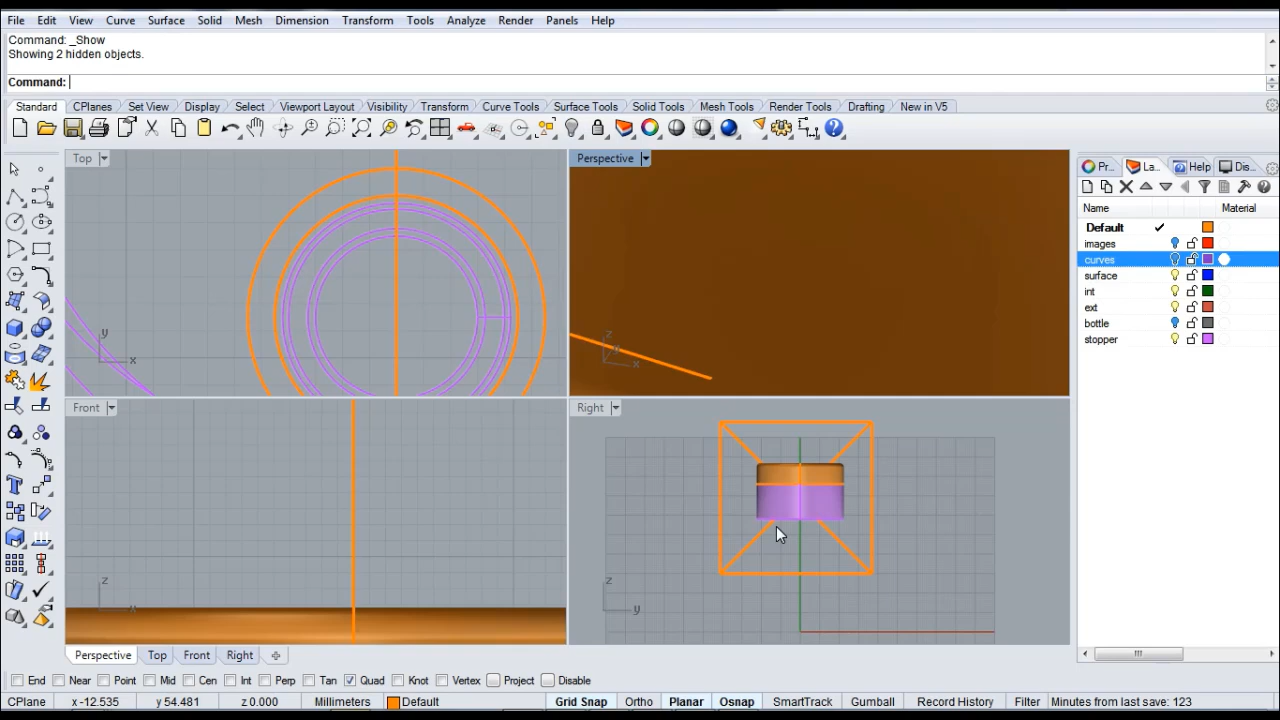 File Edit View Curve Surface Solid Mesh Dimension Transform Tools Analyze Render Panels Help
Command: _Show
Showing 2 hidden objects.
Command:
Standard CPlanes Set View Display Select Viewport Layout Visibility Transform Curve Tools Surface Tools Solid Tools Mesh Tools Render Tools Drafting New in V5
Top
Perspective
Pr... La... Help Dis...
Name Material
Default
images
curves
surface
int
ext
bottle
stopper
y
x
z
y
x
Front
Right
z
x
z
y
Perspective Top Front Right
End Near Point Mid Cen Int Perp Tan Quad Knot Vertex Project Disable
CPlane x -12.535 y 54.481 z 0.000 Millimeters Default Grid Snap Ortho Planar Osnap SmartTrack Gumball Record History Filter Minutes from last save: 123